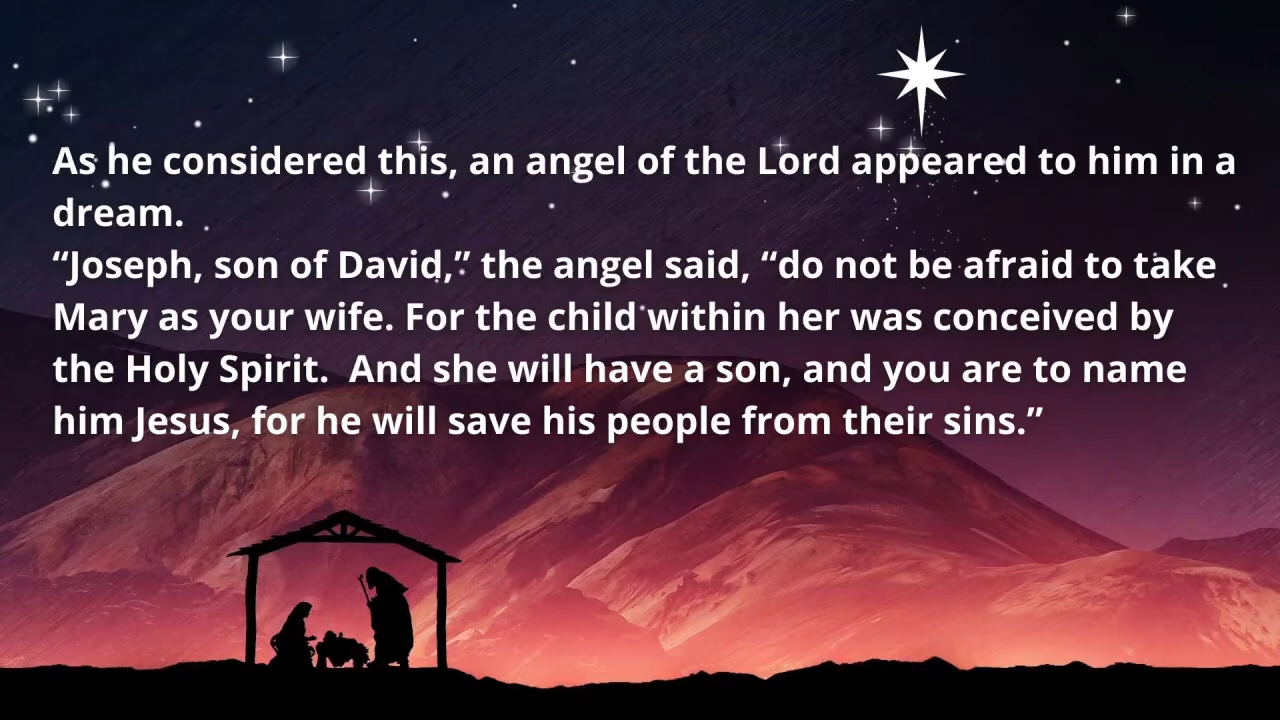 As he considered this, an angel of the Lord appeared to him in a
dream.
“Joseph, son of David,” the angel said, “do not be afraid to take
Mary as your wife. For the child within her was conceived by
the Holy Spirit.  And she will have a son, and you are to name
him Jesus, for he will save his people from their sins.”